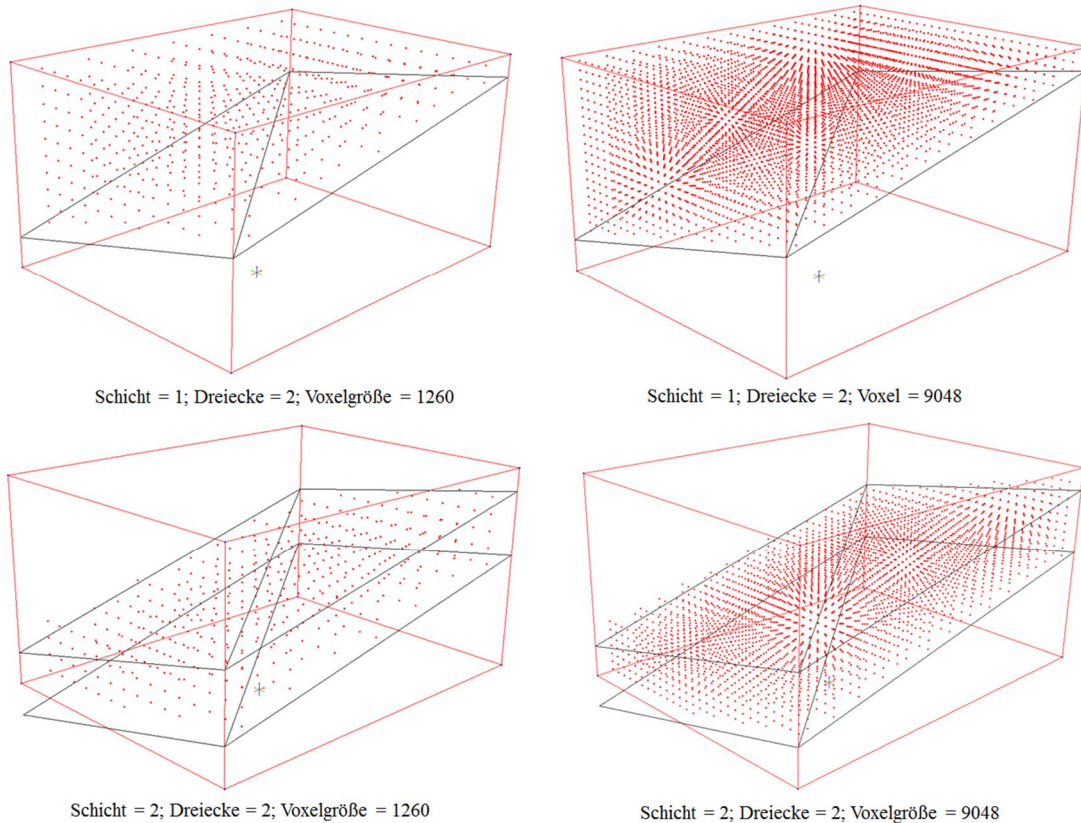 Schicht = 1; Dreiecke = 2; Voxelgröße = 1260
Schicht = 1; Dreiecke = 2; Voxel = 9048
Schicht = 2; Dreiecke = 2; Voxelgröße = 1260
Schicht = 2; Dreiecke = 2; Voxelgröße = 9048